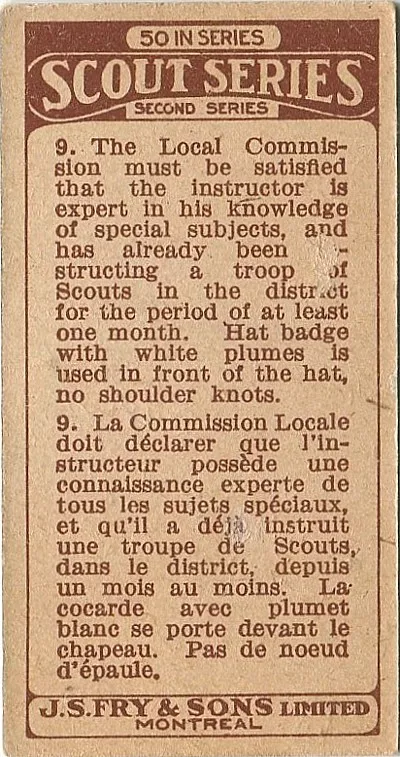 50 IN SERIES
SCOUT SERIES
SECOND SERIES
9. The Local Commis-
sion must be satisfied
that the instructor is
expert in his knowledge
of special subjects, and
has already been -
structing a troop of
Scouts in the district
for the period of at least
one month. Hat badge
with white plumes is
used in front of the hat,
no shoulder knots.
9. La Commission Locale
doit déclarer que l'in-
structeur possède une
connaissance experte de
tous les sujets spéciaux,
et qu'il a déjà instruit
une troupe de Scouts,
dans le district, depuis
un mois au moins. La
cocarde avec plumet
blanc se porte devant le
chapeau. Pas de noeud
d'épaule.
J.S. FRY & SONS LIMITED
MONTREAL